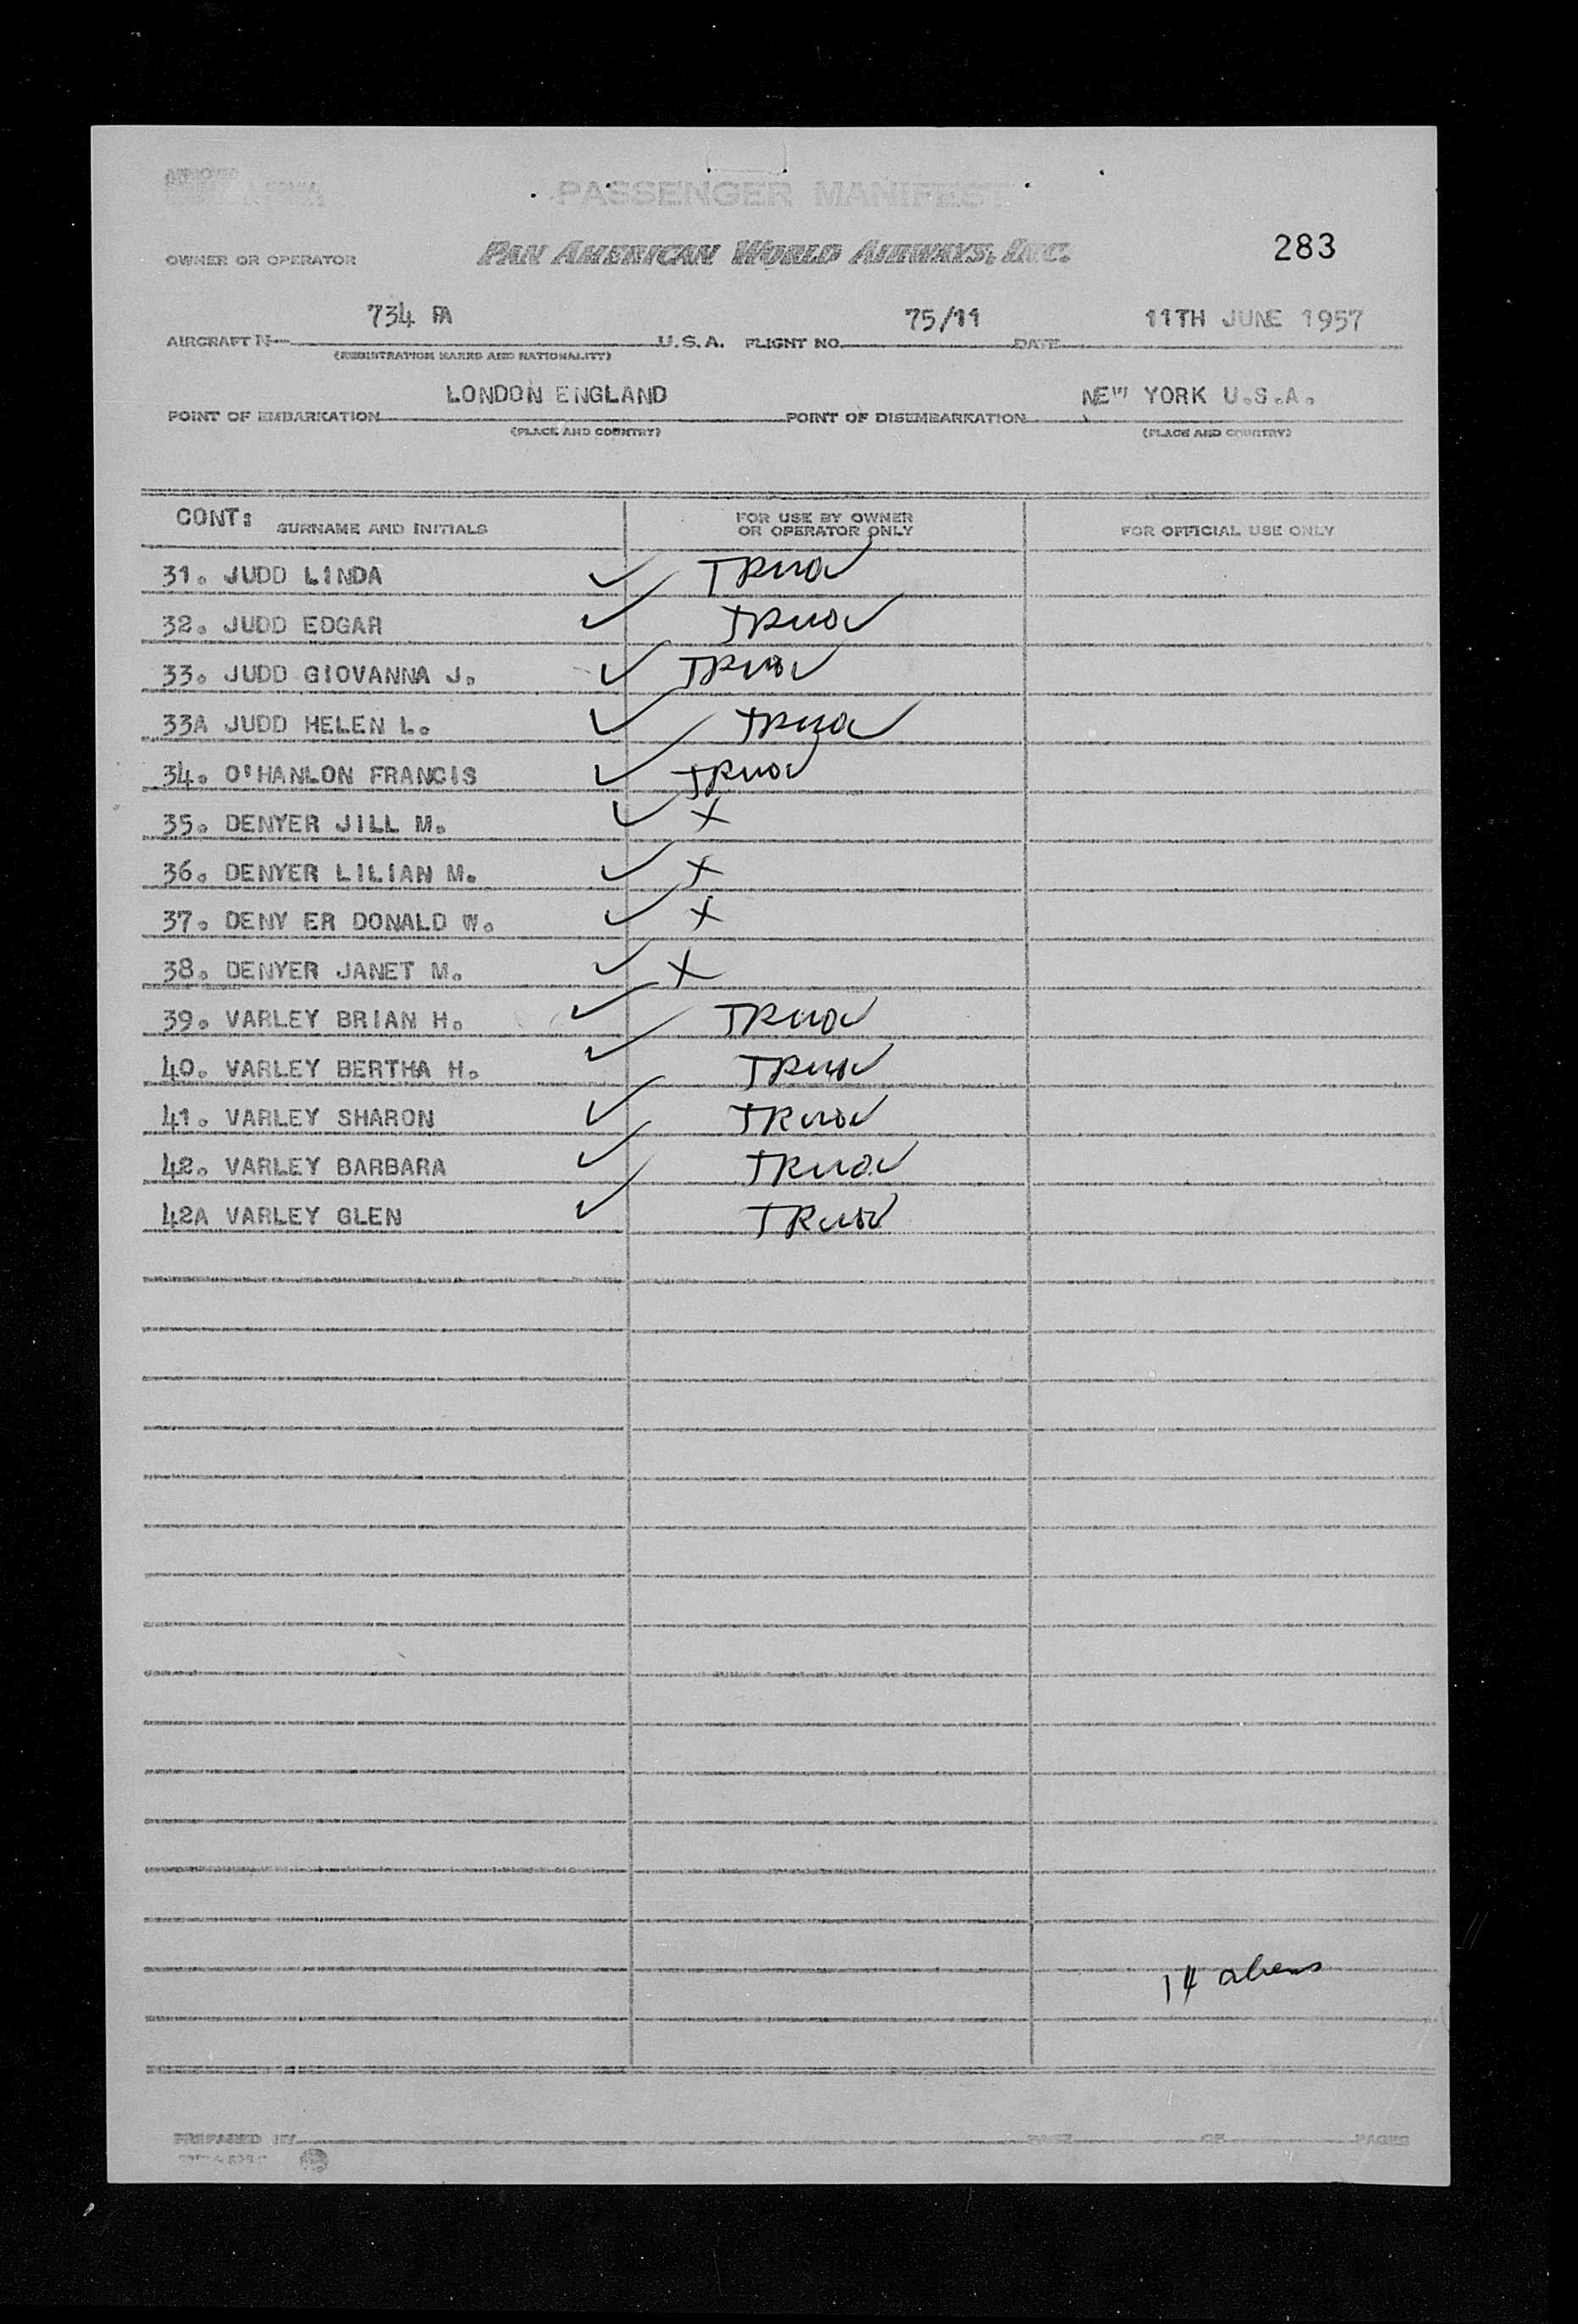 APPROVED
PASSENGER MANIFEST
OWNER OR OPERATOR PAN AMERICAN WORLD AIRWAYS, INC. 283
AIRCRAFT N 734 PA U.S.A. FLIGHT NO. 75/11 DATE 11TH JUNE 1957
(REGISTRATION MARKS AND NATIONALITY)
POINT OF EMBARKATION LONDON ENGLAND POINT OF DISEMBARKATION NEW YORK U.S.A.
(PLACE AND COUNTRY) (PLACE AND COUNTRY)
CONT: SURNAME AND INITIALS FOR USE BY OWNER OR OPERATOR ONLY FOR OFFICIAL USE ONLY
31. JUDD LINDA ✓
32. JUDD EDGAR ✓
33. JUDD GIOVANNA J. ✓
33A JUDD HELEN L. ✓
34. O'HANLON FRANCIS ✓
35. DENYER JILL M. ✓ X
36. DENYER LILIAN M. ✓ X
37. DENY ER DONALD W. ✓ X
38. DENYER JANET M. ✓ X
39. VARLEY BRIAN H. ✓
40. VARLEY BERTHA H. ✓
41. VARLEY SHARON ✓
42. VARLEY BARBARA ✓
42A VARLEY GLEN ✓
14 aliens
PREPARED BY PAGE OF PAGES